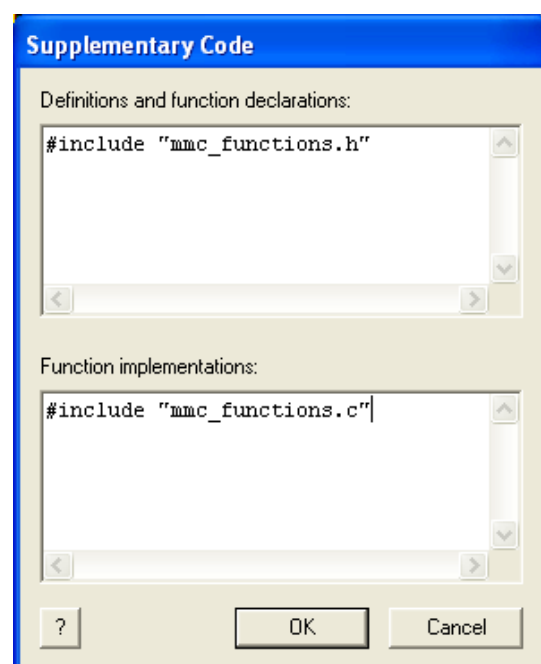 Supplementary Code
Definitions and function declarations:
#include "mmc_functions.h"
Function implementations:
#include "mmc_functions.c"
?
OK
Cancel